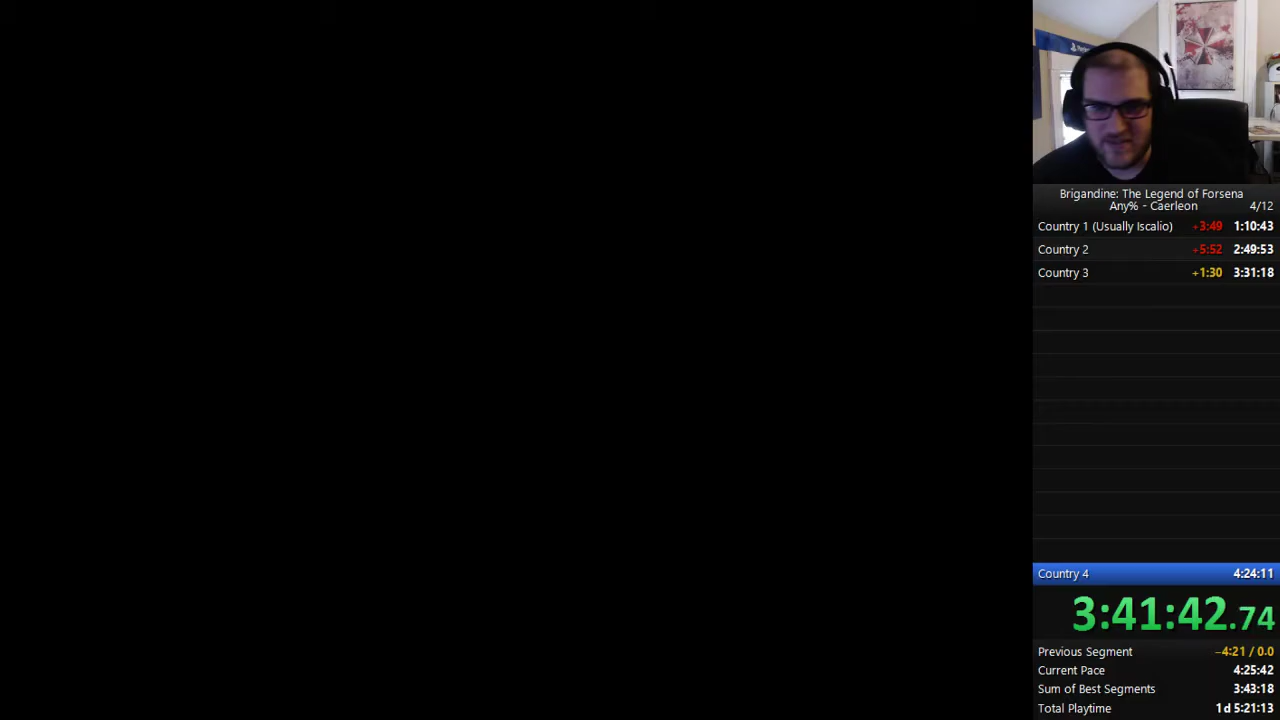 Brigandine: The Legend of Forsena
Any% - Caerleon 4/12
Country 1 (Usually Iscalio) +3:49 1:10:43
Country 2 +5:52 2:49:53
Country 3 +1:30 3:31:18
Country 4 4:24:11
3:41:42.74
Previous Segment −4:21 / 0.0
Current Pace 4:25:42
Sum of Best Segments 3:43:18
Total Playtime 1d 5:21:13